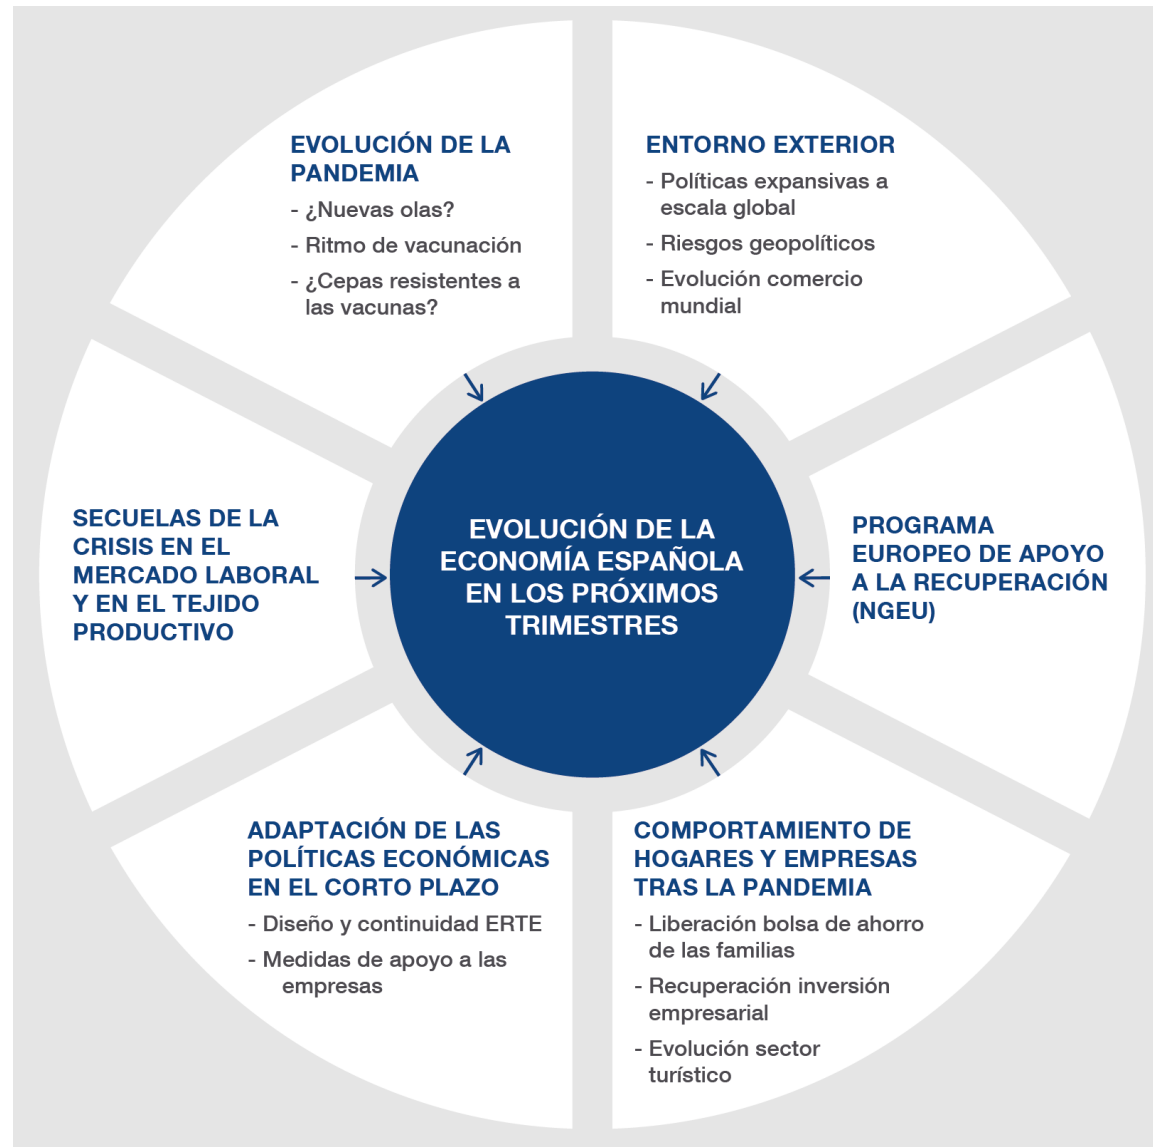 EVOLUCIÓN DE LA
PANDEMIA
- ¿Nuevas olas?
- Ritmo de vacunación
- ¿Cepas resistentes a
las vacunas?
ENTORNO EXTERIOR
- Políticas expansivas a
escala global
- Riesgos geopolíticos
- Evolución comercio
mundial
SECUELAS DE LA
CRISIS EN EL
MERCADO LABORAL
Y EN EL TEJIDO
PRODUCTIVO
EVOLUCIÓN DE LA
ECONOMÍA ESPAÑOLA
EN LOS PRÓXIMOS
TRIMESTRES
PROGRAMA
EUROPEO DE APOYO
A LA RECUPERACIÓN
(NGEU)
ADAPTACIÓN DE LAS
POLÍTICAS ECONÓMICAS
EN EL CORTO PLAZO
- Diseño y continuidad ERTE
- Medidas de apoyo a las
empresas
COMPORTAMIENTO DE
HOGARES Y EMPRESAS
TRAS LA PANDEMIA
- Liberación bolsa de ahorro
de las familias
- Recuperación inversión
empresarial
- Evolución sector
turístico